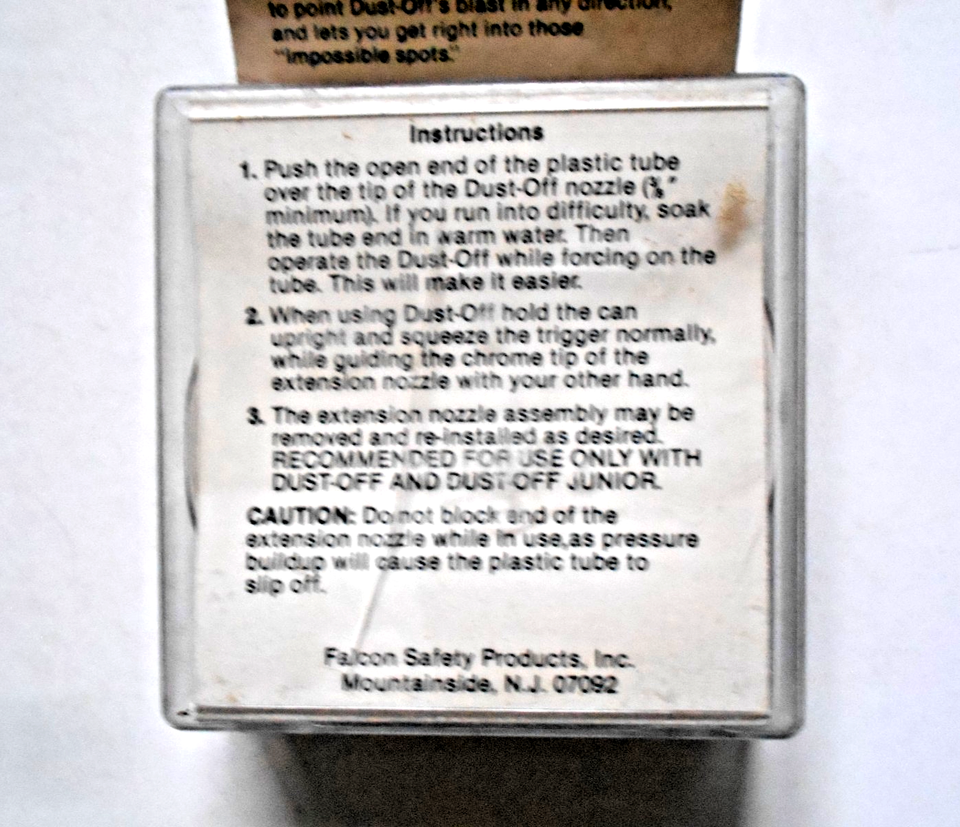 to point Dust-Off's blast in any direction,
and lets you get right into those
"impossible spots."
Instructions
1. Push the open end of the plastic tube
over the tip of the Dust-Off nozzle (⅜"
minimum). If you run into difficulty, soak
the tube end in warm water. Then
operate the Dust-Off while forcing on the
tube. This will make it easier.
2. When using Dust-Off hold the can
upright and squeeze the trigger normally,
while guiding the chrome tip of the
extension nozzle with your other hand.
3. The extension nozzle assembly may be
removed and re-installed as desired.
RECOMMENDED FOR USE ONLY WITH
DUST-OFF AND DUST-OFF JUNIOR.
CAUTION: Do not block end of the
extension nozzle while in use,as pressure
buildup will cause the plastic tube to
slip off.
Falcon Safety Products, Inc.
Mountainside, N.J. 07092